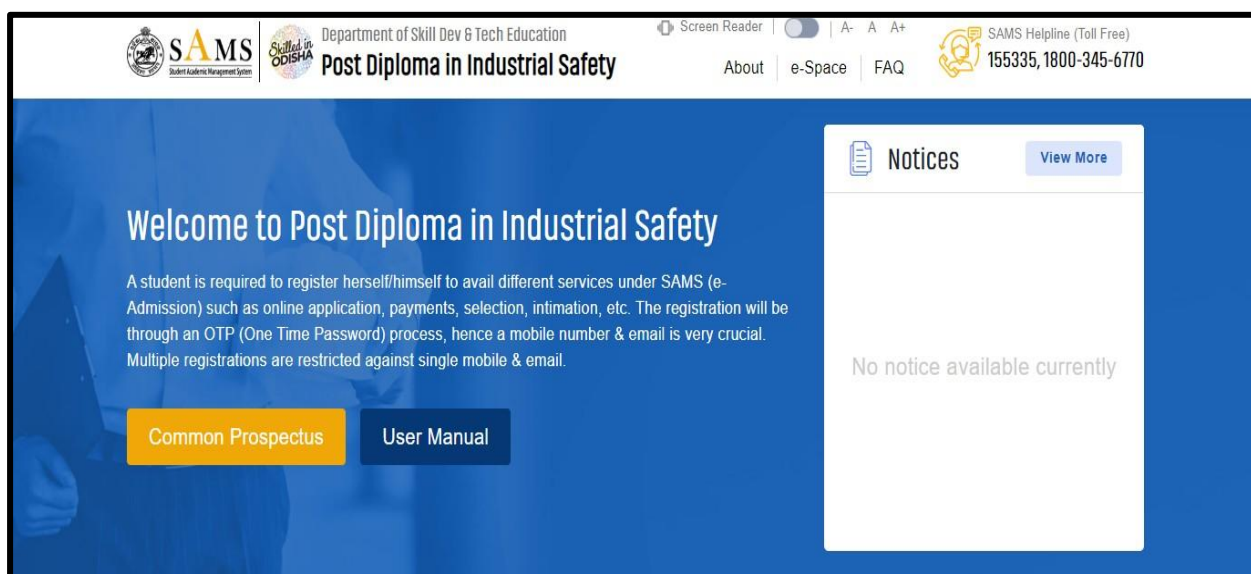 SAMS
Student Academic Management System
Skilled in
ODISHA
Department of Skill Dev & Tech Education
Post Diploma in Industrial Safety
Screen Reader
A- A A+
About e-Space FAQ
SAMS Helpline (Toll Free)
155335, 1800-345-6770
Welcome to Post Diploma in Industrial Safety
A student is required to register herself/himself to avail different services under SAMS (e-
Admission) such as online application, payments, selection, intimation, etc. The registration will be
through an OTP (One Time Password) process, hence a mobile number & email is very crucial.
Multiple registrations are restricted against single mobile & email.
Common Prospectus
User Manual
Notices
View More
No notice available currently